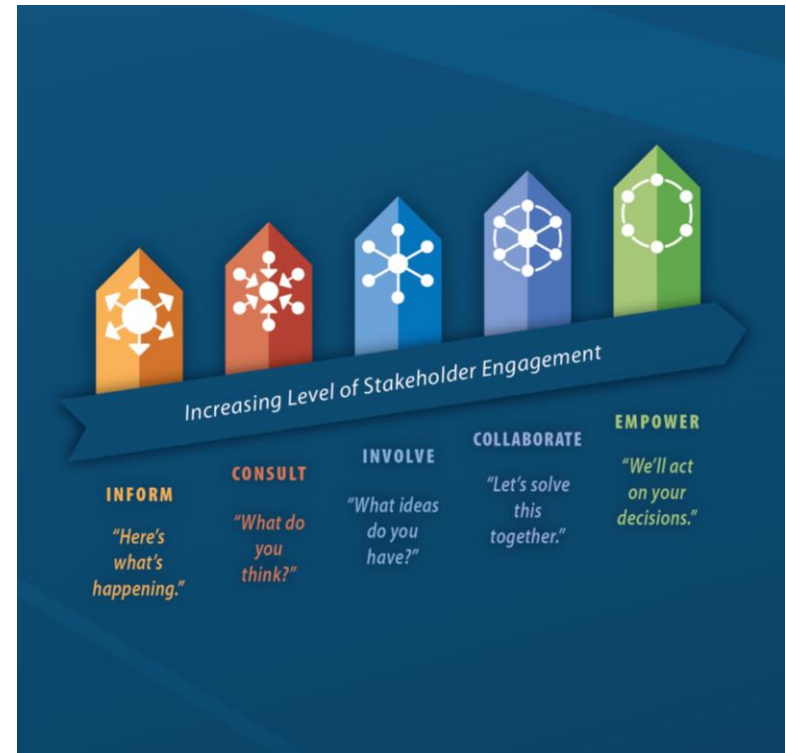 Increasing Level of Stakeholder Engagement
INFORM
“Here’s
what’s
happening.”
CONSULT
“What do
you
think?”
INVOLVE
“What ideas
do you
have?”
COLLABORATE
“Let’s solve
this
together.”
EMPOWER
“We’ll act
on your
decisions.”